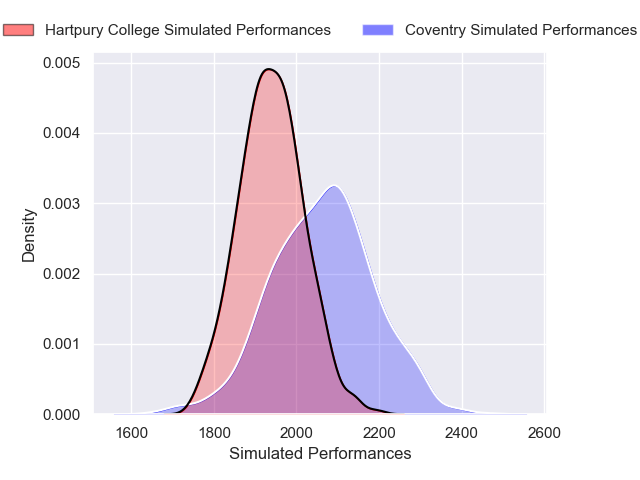 Hartpury College Simulated Performances Coventry Simulated Performances
0.005
0.004
0.003
0.002
0.001
0.000
Density
1600 1800 2000 2200 2400 2600
Simulated Performances